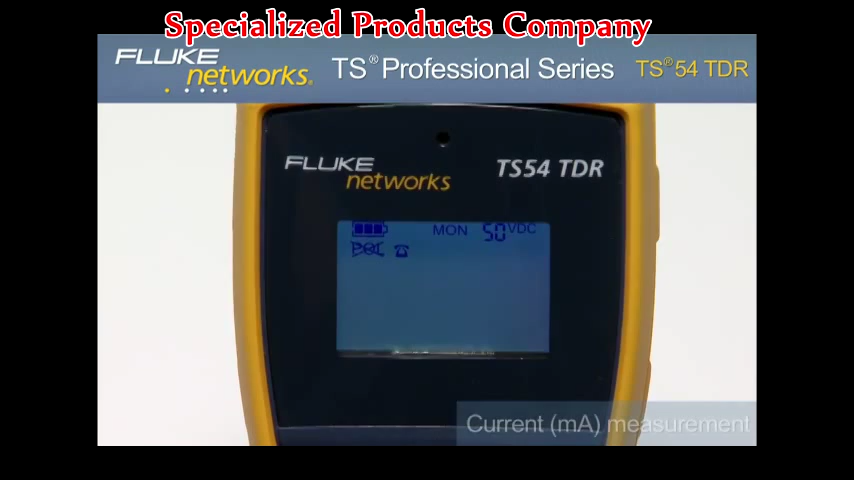 Specialized Products Company
FLUKE networks® TS® Professional Series TS® 54 TDR
FLUKE networks TS54 TDR
MON 50 VDC
POL
Current (mA) measurement